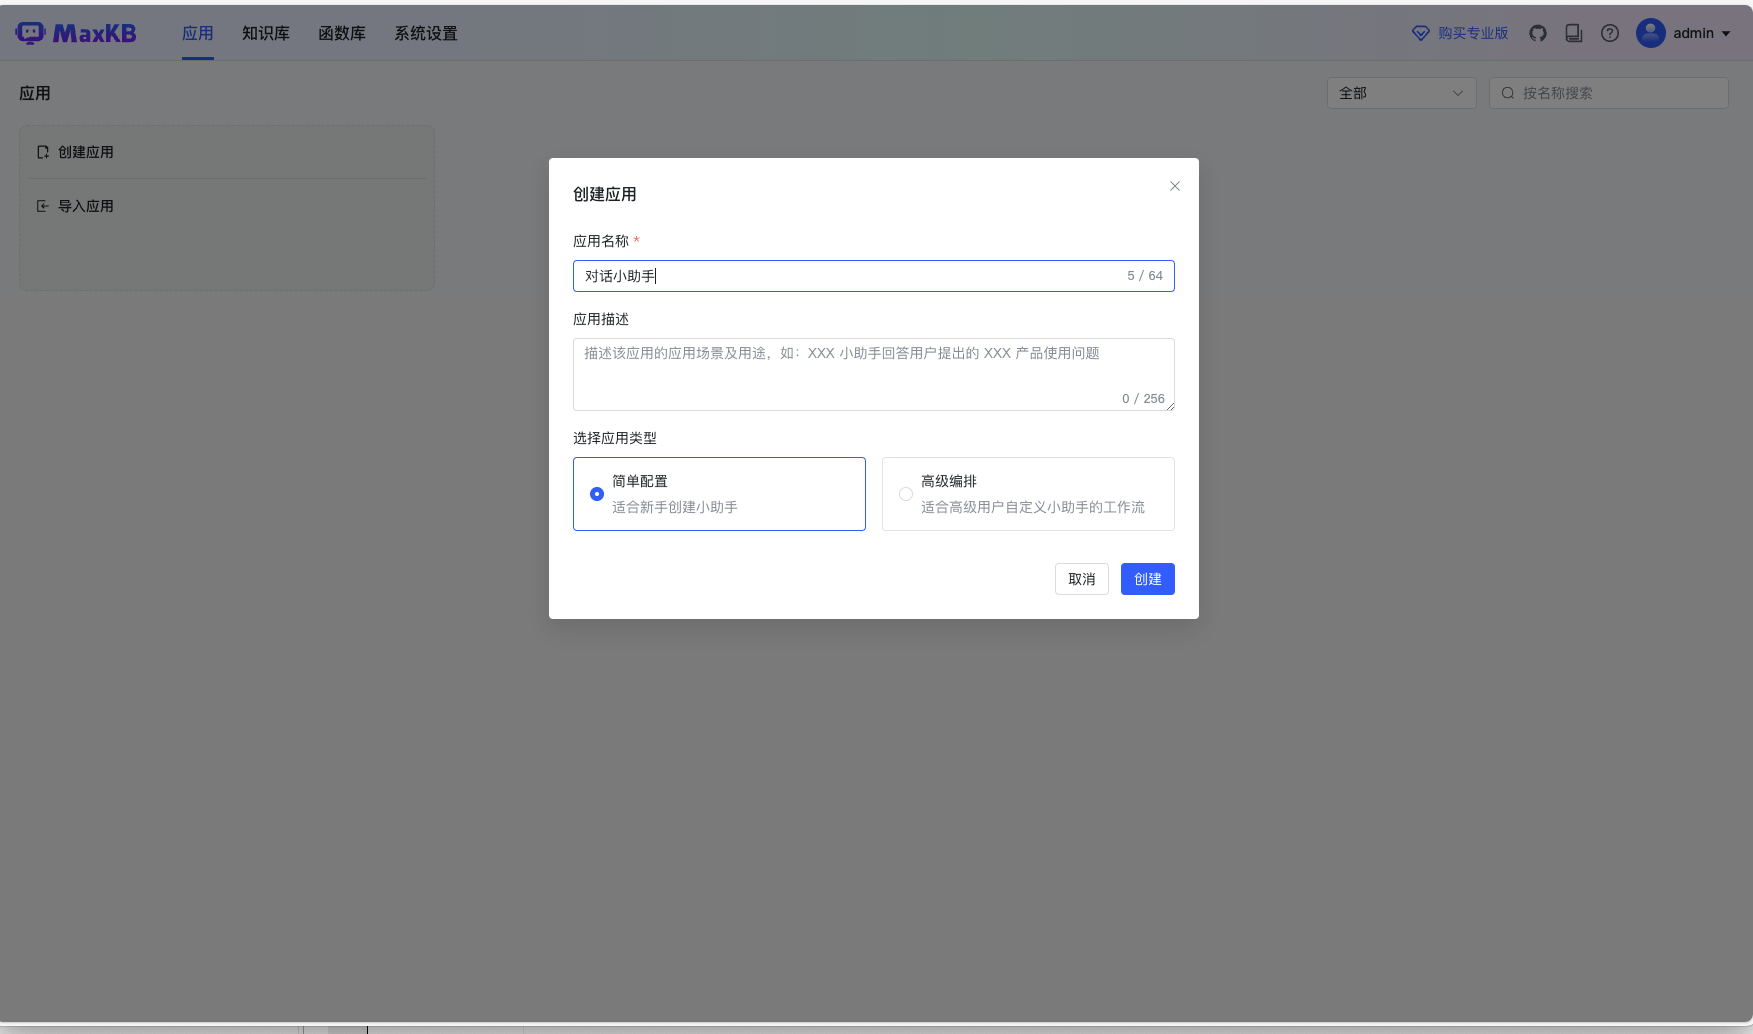 MaxKB 应用 知识库 函数库 系统设置 购买专业版 admin
应用 全部 按名称搜索
创建应用
导入应用
创建应用
应用名称 *
对话小助手 5 / 64
应用描述
描述该应用的应用场景及用途，如：XXX 小助手回答用户提出的 XXX 产品使用问题
0 / 256
选择应用类型
简单配置
适合新手创建小助手
高级编排
适合高级用户自定义小助手的工作流
取消 创建